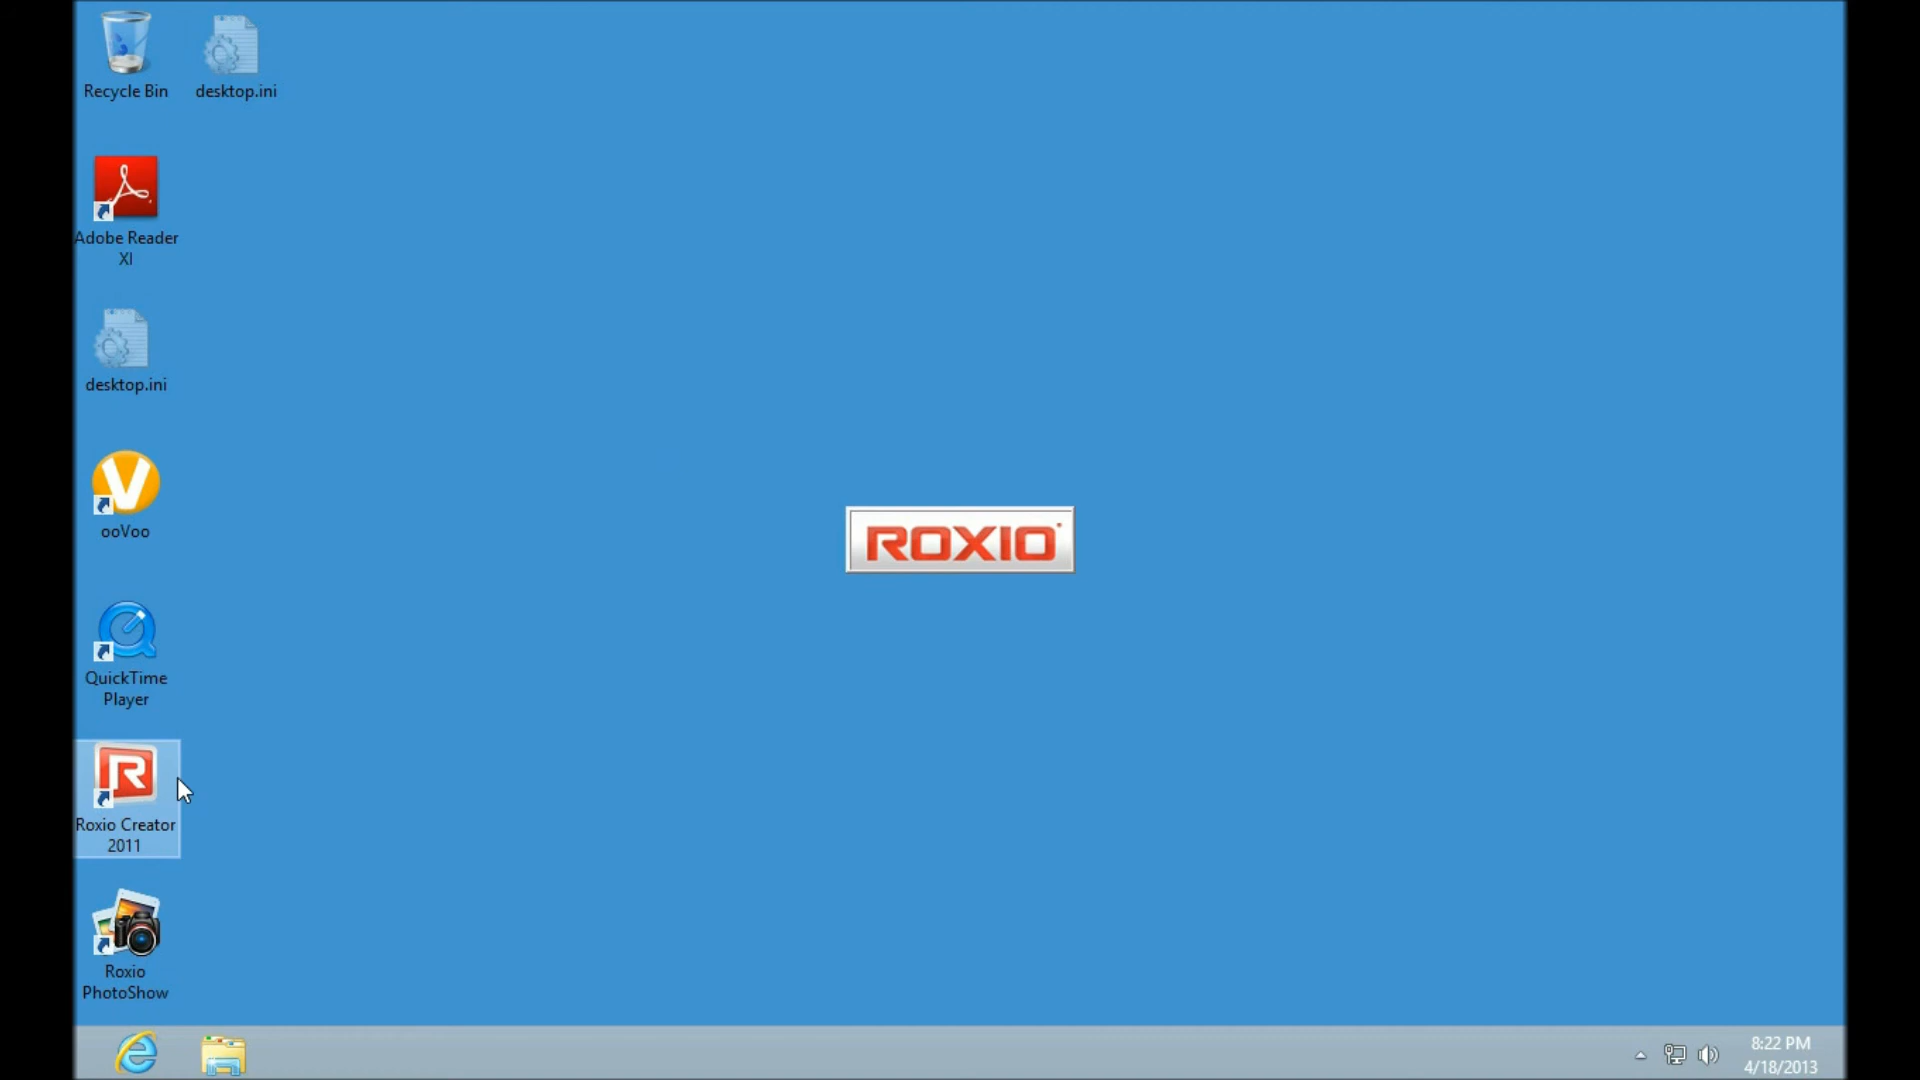 Recycle Bin
desktop.ini
Adobe Reader
XI
desktop.ini
ooVoo
ROXIO
QuickTime
Player
Roxio Creator
2011
Roxio
PhotoShow
8:22 PM
4/18/2013